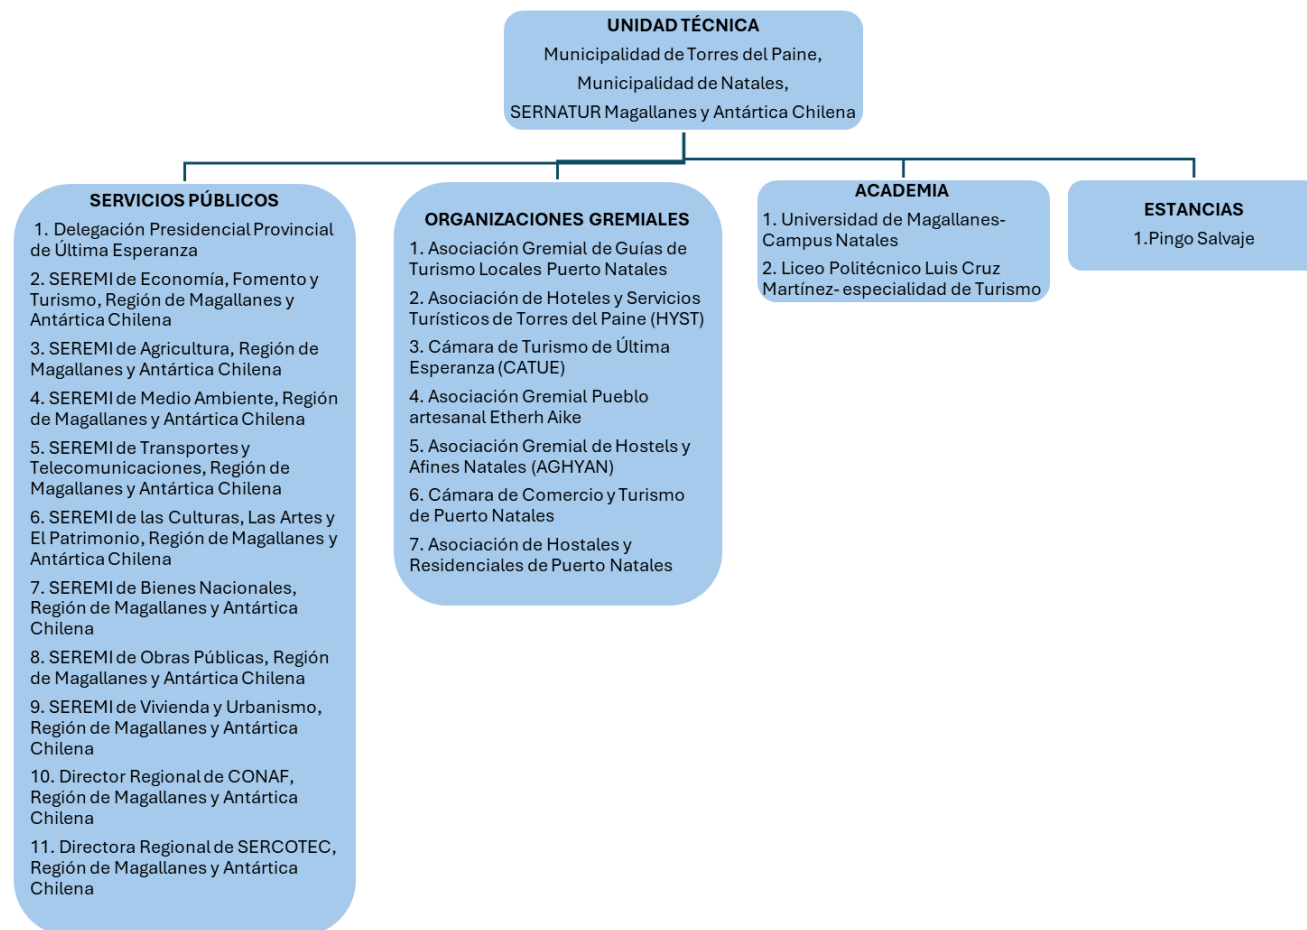 UNIDAD TÉCNICA
Municipalidad de Torres del Paine,
Municipalidad de Natales,
SERNATUR Magallanes y Antártica Chilena
SERVICIOS PÚBLICOS
1. Delegación Presidencial Provincial
de Última Esperanza
2. SEREMI de Economía, Fomento y
Turismo, Región de Magallanes y
Antártica Chilena
3. SEREMI de Agricultura, Región de
Magallanes y Antártica Chilena
4. SEREMI de Medio Ambiente, Región
de Magallanes y Antártica Chilena
5. SEREMI de Transportes y
Telecomunicaciones, Región de
Magallanes y Antártica Chilena
6. SEREMI de las Culturas, Las Artes y
El Patrimonio, Región de Magallanes y
Antártica Chilena
7. SEREMI de Bienes Nacionales,
Región de Magallanes y Antártica
Chilena
8. SEREMI de Obras Públicas, Región
de Magallanes y Antártica Chilena
9. SEREMI de Vivienda y Urbanismo,
Región de Magallanes y Antártica
Chilena
10. Director Regional de CONAF,
Región de Magallanes y Antártica
Chilena
11. Directora Regional de SERCOTEC,
Región de Magallanes y Antártica
Chilena
ORGANIZACIONES GREMIALES
1. Asociación Gremial de Guías de
Turismo Locales Puerto Natales
2. Asociación de Hoteles y Servicios
Turísticos de Torres del Paine (HYST)
3. Cámara de Turismo de Última
Esperanza (CATUE)
4. Asociación Gremial Pueblo
artesanal Etherh Aike
5. Asociación Gremial de Hostels y
Afines Natales (AGHYAN)
6. Cámara de Comercio y Turismo
de Puerto Natales
7. Asociación de Hostales y
Residenciales de Puerto Natales
ACADEMIA
1. Universidad de Magallanes-
Campus Natales
2. Liceo Politécnico Luis Cruz
Martínez- especialidad de Turismo
ESTANCIAS
1.Pingo Salvaje